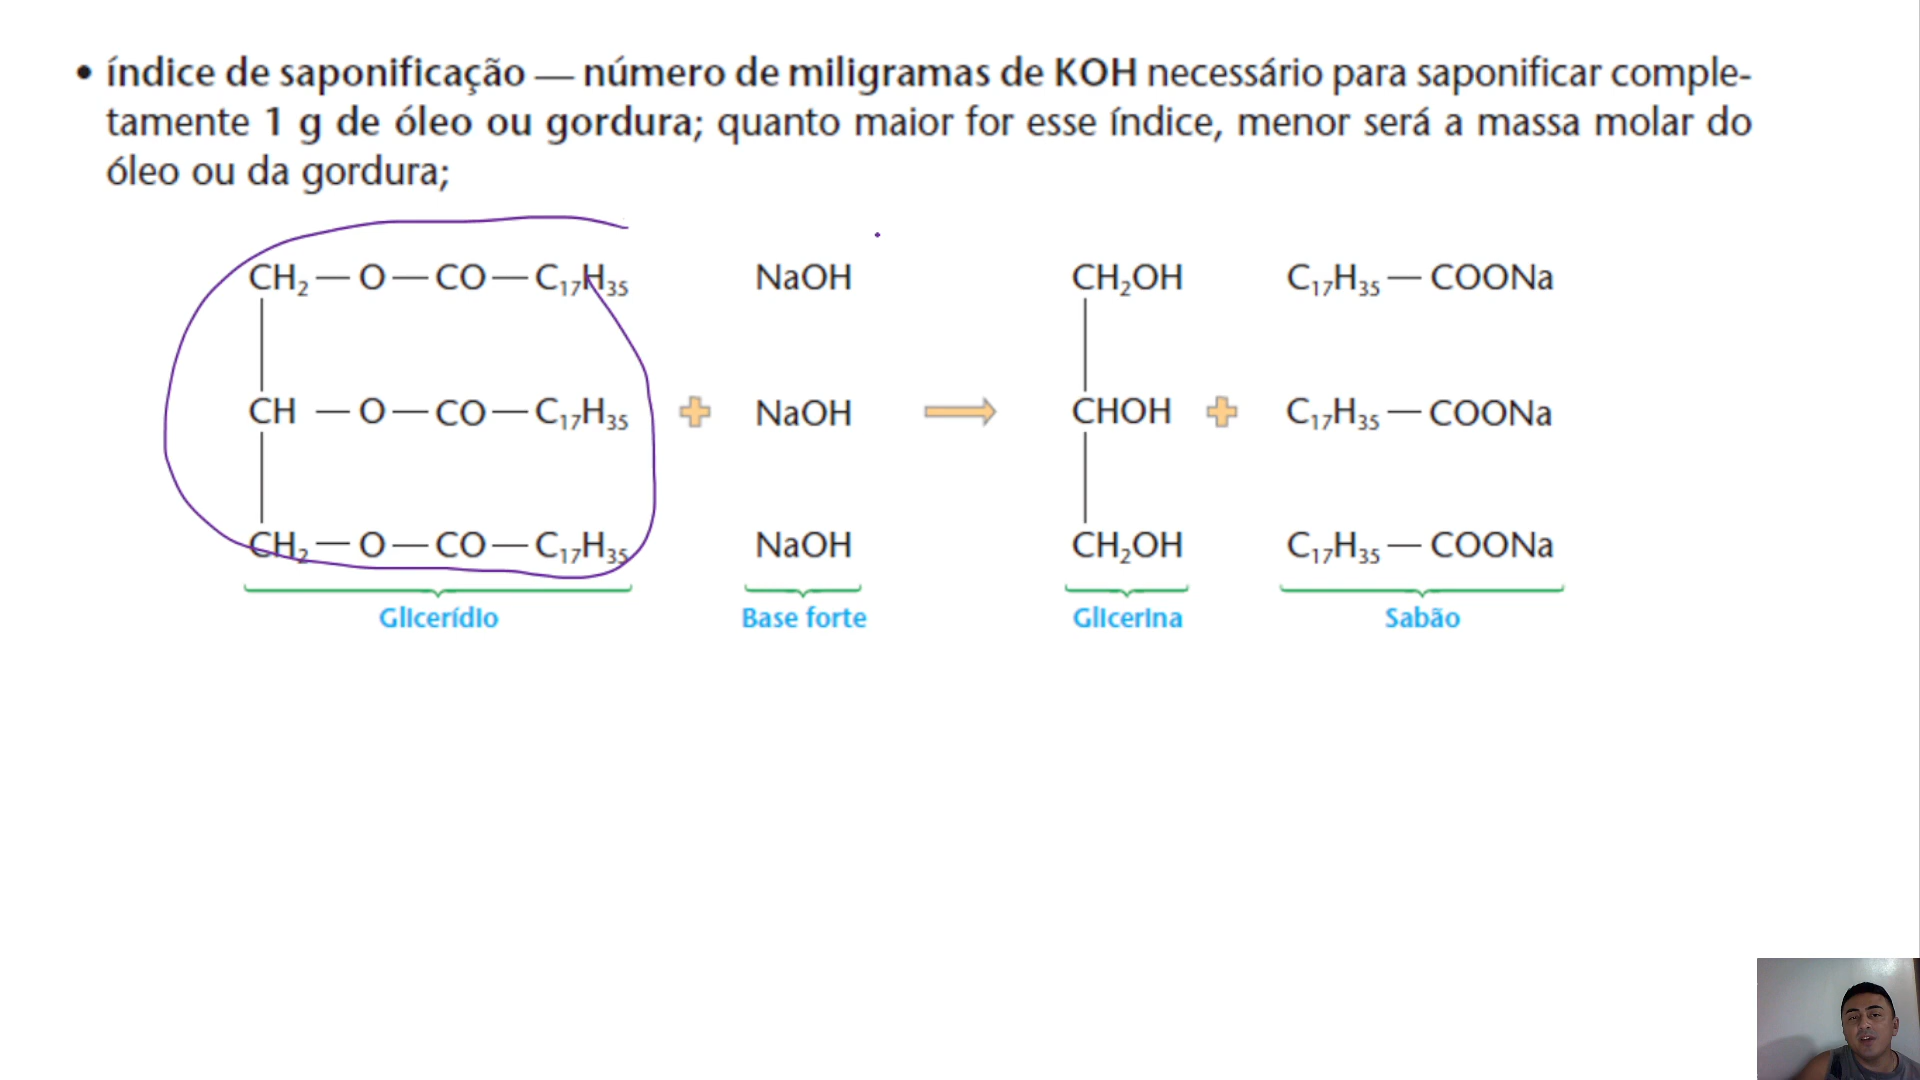 • índice de saponificação — número de miligramas de KOH necessário para saponificar comple-
tamente 1 g de óleo ou gordura; quanto maior for esse índice, menor será a massa molar do
óleo ou da gordura;
CH₂—O—CO—C₁₇H₃₅ NaOH CH₂OH C₁₇H₃₅—COONa
CH —O—CO—C₁₇H₃₅ + NaOH ⟹ CHOH + C₁₇H₃₅—COONa
CH₂—O—CO—C₁₇H₃₅ NaOH CH₂OH C₁₇H₃₅—COONa
Glicerídio Base forte Glicerina Sabão